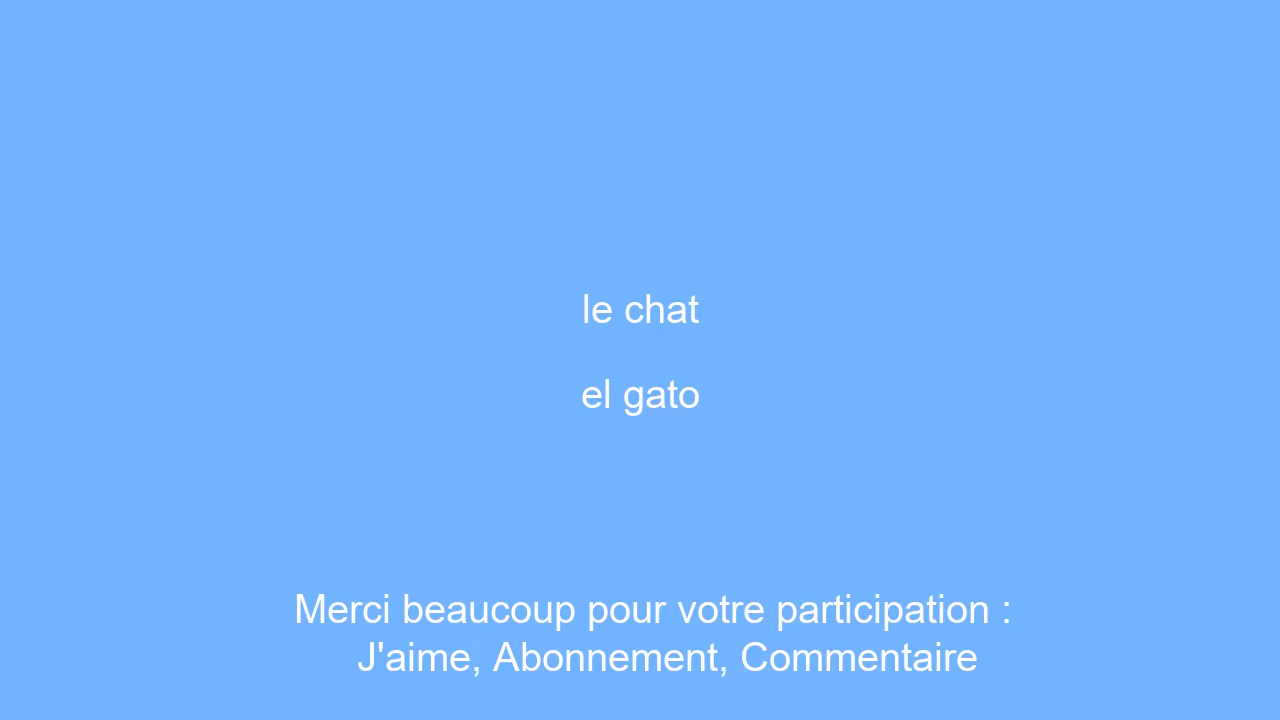 le chat
el gato
Merci beaucoup pour votre participation :
J'aime, Abonnement, Commentaire